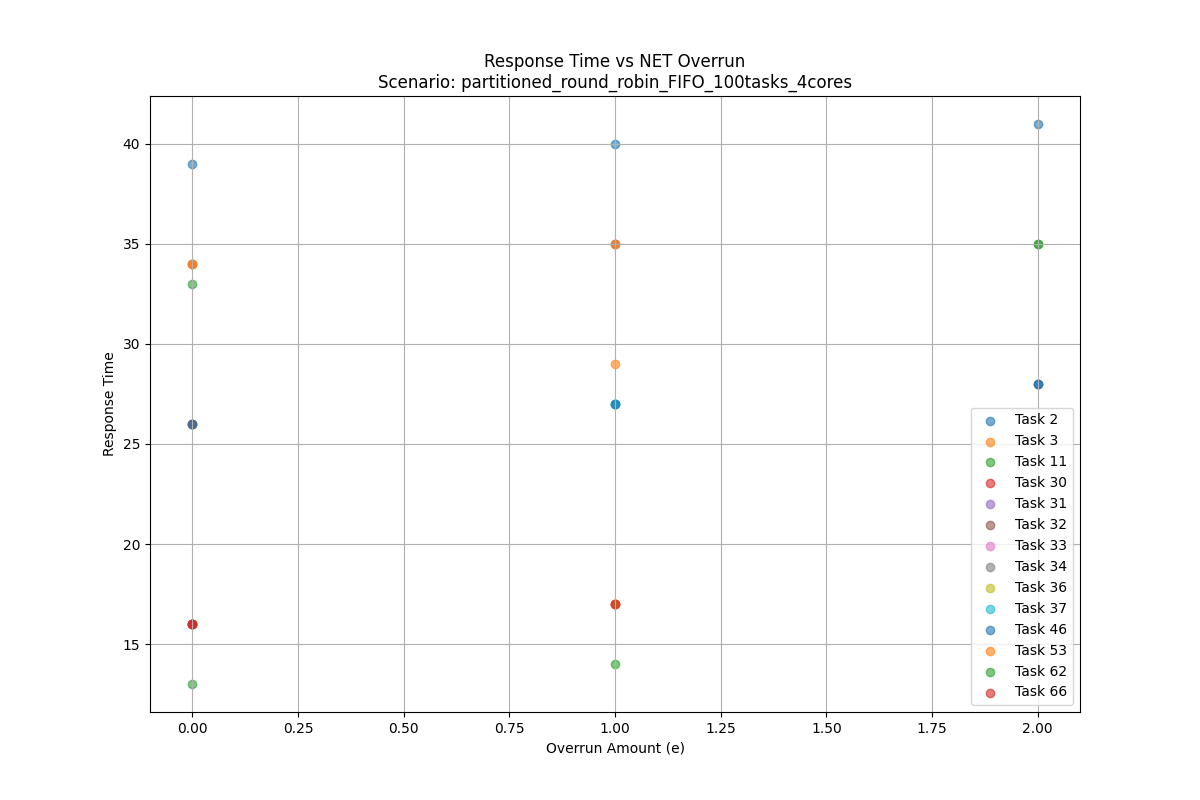 Response Time vs NET Overrun
Scenario: partitioned_round_robin_FIFO_100tasks_4cores
Response Time
40
35
30
25
20
15
Task 2
Task 3
Task 11
Task 30
Task 31
Task 32
Task 33
Task 34
Task 36
Task 37
Task 46
Task 53
Task 62
Task 66
0.00 0.25 0.50 0.75 1.00 1.25 1.50 1.75 2.00
Overrun Amount (e)